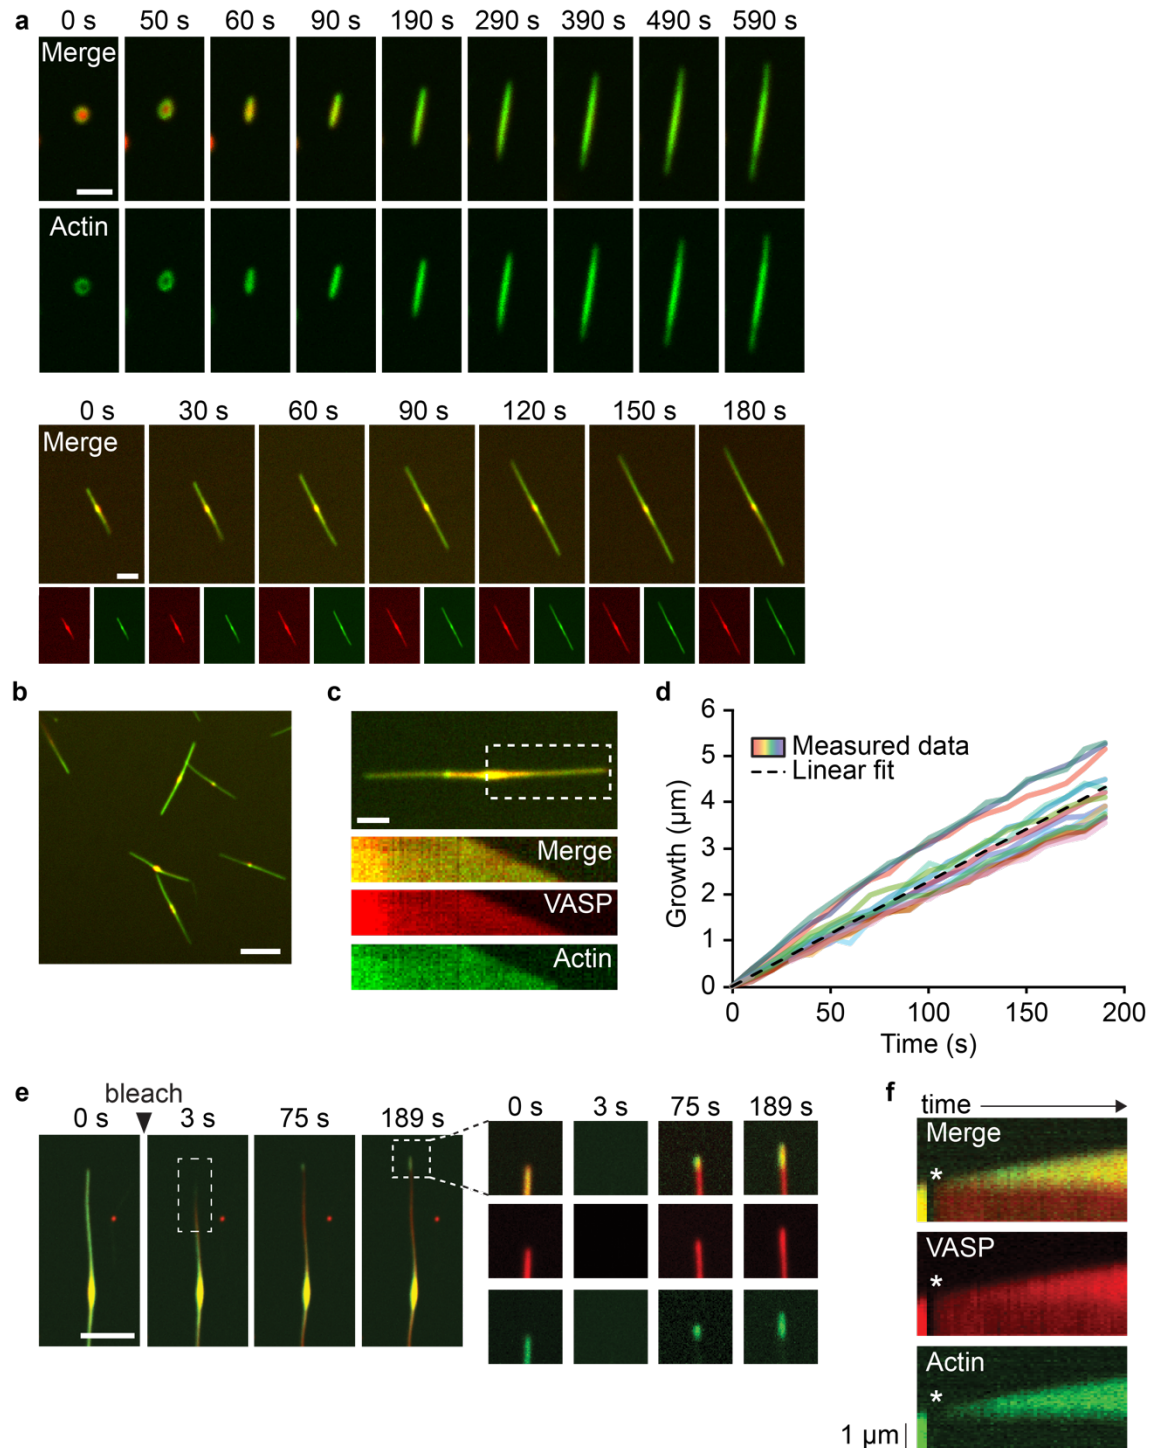 a
0 s 50 s 60 s 90 s 190 s 290 s 390 s 490 s 590 s
Merge
Actin
0 s 30 s 60 s 90 s 120 s 150 s 180 s
Merge
b
c
Merge
VASP
Actin
d
6
5
4
3
2
1
0
Growth (µm)
Measured data
Linear fit
0 50 100 150 200
Time (s)
e
bleach
0 s 3 s 75 s 189 s
0 s 3 s 75 s 189 s
f
time
Merge
*
VASP
*
Actin
*
1 µm